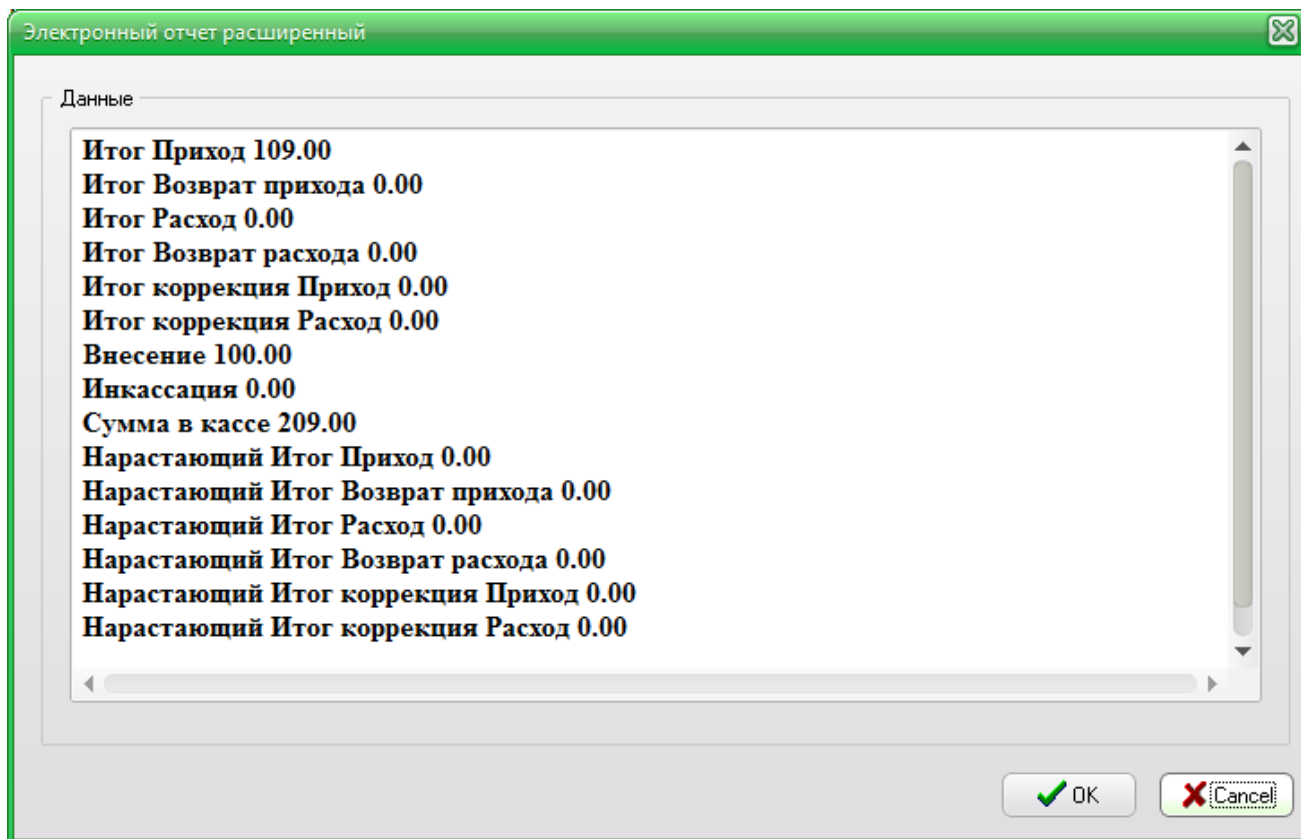 Электронный отчет расширенный
Данные
Итог Приход 109.00
Итог Возврат прихода 0.00
Итог Расход 0.00
Итог Возврат расхода 0.00
Итог коррекция Приход 0.00
Итог коррекция Расход 0.00
Внесение 100.00
Инкассация 0.00
Сумма в кассе 209.00
Нарастающий Итог Приход 0.00
Нарастающий Итог Возврат прихода 0.00
Нарастающий Итог Расход 0.00
Нарастающий Итог Возврат расхода 0.00
Нарастающий Итог коррекция Приход 0.00
Нарастающий Итог коррекция Расход 0.00
OK Cancel